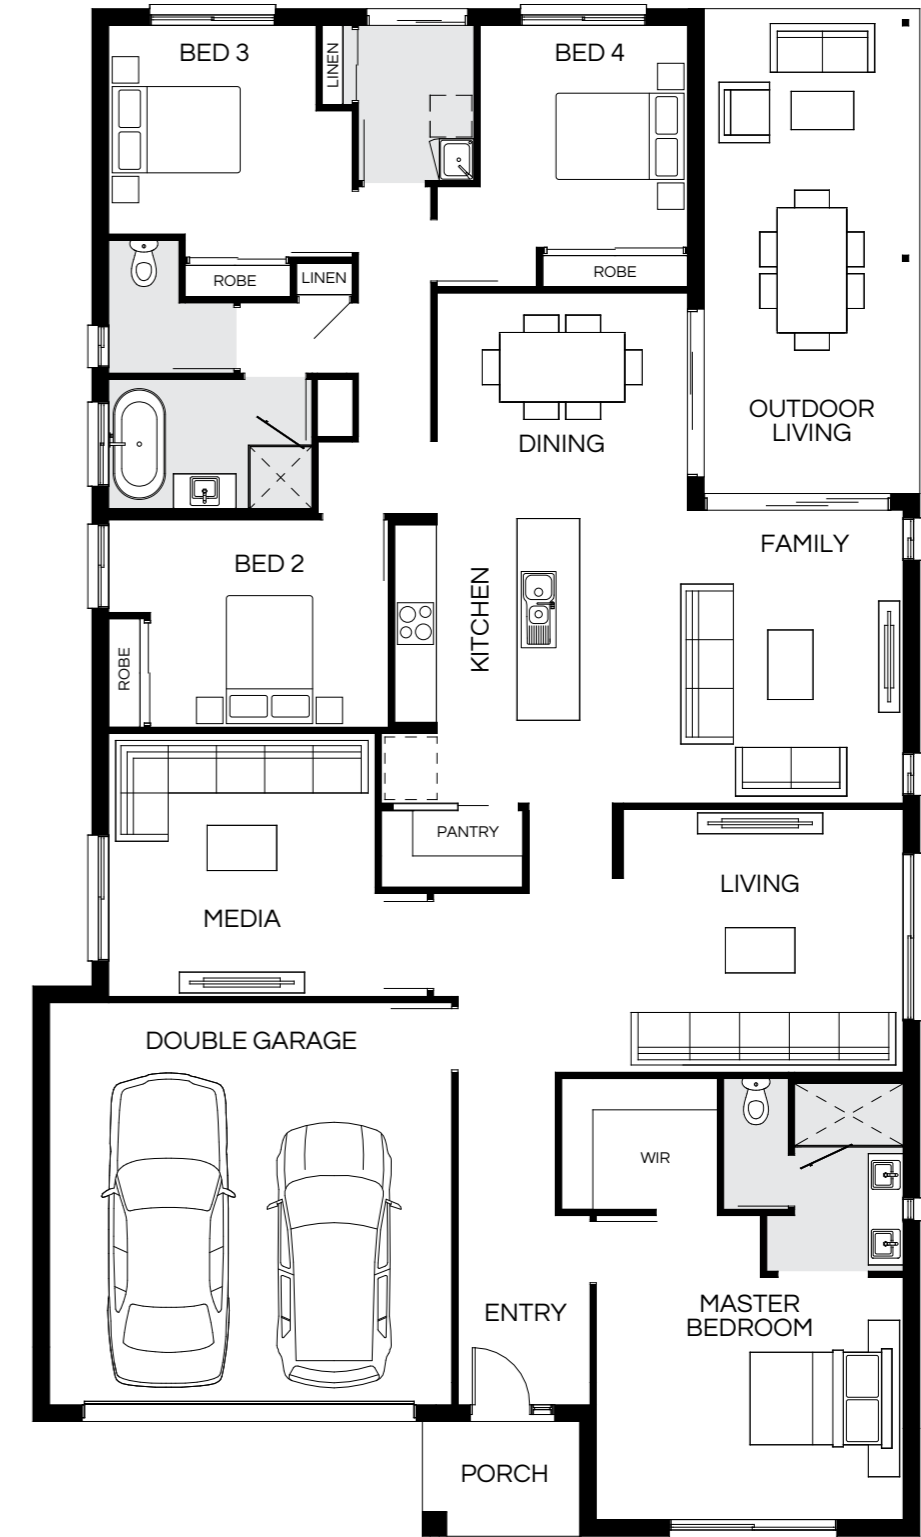 BED 3
LINEN
BED 4
ROBE
LINEN
ROBE
DINING
OUTDOOR
LIVING
BED 2
KITCHEN
FAMILY
ROBE
PANTRY
LIVING
MEDIA
DOUBLE GARAGE
WIR
ENTRY
MASTER
BEDROOM
PORCH